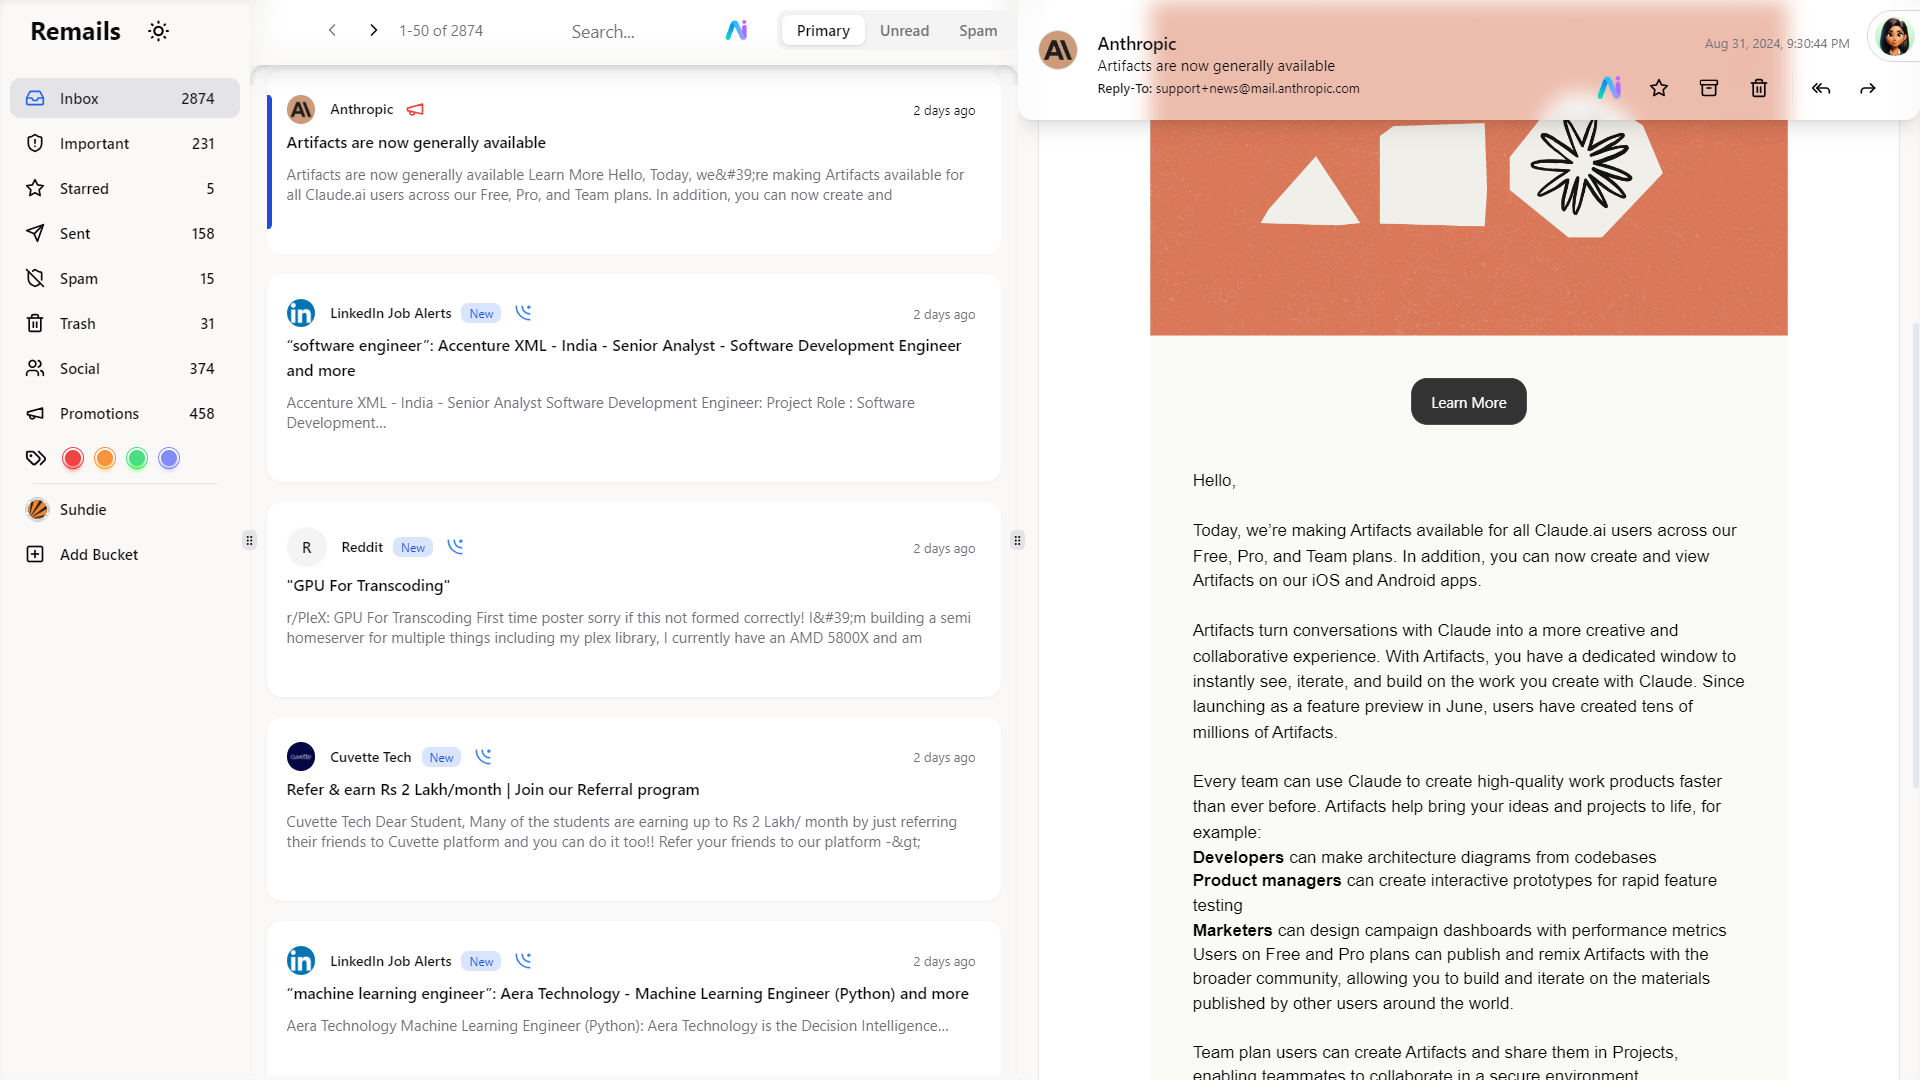 Remails
Inbox 2874
Important 231
Starred 5
Sent 158
Spam 15
Trash 31
Social 374
Promotions 458
Suhdie
Add Bucket
1-50 of 2874
Search...
Ai
Primary Unread Spam
Anthropic
2 days ago
Artifacts are now generally available
Artifacts are now generally available Learn More Hello, Today, we&#39;re making Artifacts available for
all Claude.ai users across our Free, Pro, and Team plans. In addition, you can now create and
LinkedIn Job Alerts New
2 days ago
“software engineer”: Accenture XML - India - Senior Analyst - Software Development Engineer
and more
Accenture XML - India - Senior Analyst Software Development Engineer: Project Role : Software
Development...
R
Reddit New
2 days ago
"GPU For Transcoding"
r/PleX: GPU For Transcoding First time poster sorry if this not formed correctly! I&#39;m building a semi
homeserver for multiple things including my plex library, I currently have an AMD 5800X and am
cuvette
Cuvette Tech New
2 days ago
Refer & earn Rs 2 Lakh/month | Join our Referral program
Cuvette Tech Dear Student, Many of the students are earning up to Rs 2 Lakh/ month by just referring
their friends to Cuvette platform and you can do it too!! Refer your friends to our platform -&gt;
LinkedIn Job Alerts New
2 days ago
“machine learning engineer”: Aera Technology - Machine Learning Engineer (Python) and more
Aera Technology Machine Learning Engineer (Python): Aera Technology is the Decision Intelligence...
Anthropic
Aug 31, 2024, 9:30:44 PM
Artifacts are now generally available
Reply-To: support+news@mail.anthropic.com
Ai
Learn More
Hello,
Today, we’re making Artifacts available for all Claude.ai users across our
Free, Pro, and Team plans. In addition, you can now create and view
Artifacts on our iOS and Android apps.
Artifacts turn conversations with Claude into a more creative and
collaborative experience. With Artifacts, you have a dedicated window to
instantly see, iterate, and build on the work you create with Claude. Since
launching as a feature preview in June, users have created tens of
millions of Artifacts.
Every team can use Claude to create high-quality work products faster
than ever before. Artifacts help bring your ideas and projects to life, for
example:
Developers can make architecture diagrams from codebases
Product managers can create interactive prototypes for rapid feature
testing
Marketers can design campaign dashboards with performance metrics
Users on Free and Pro plans can publish and remix Artifacts with the
broader community, allowing you to build and iterate on the materials
published by other users around the world.
Team plan users can create Artifacts and share them in Projects,
enabling teammates to collaborate in a secure environment